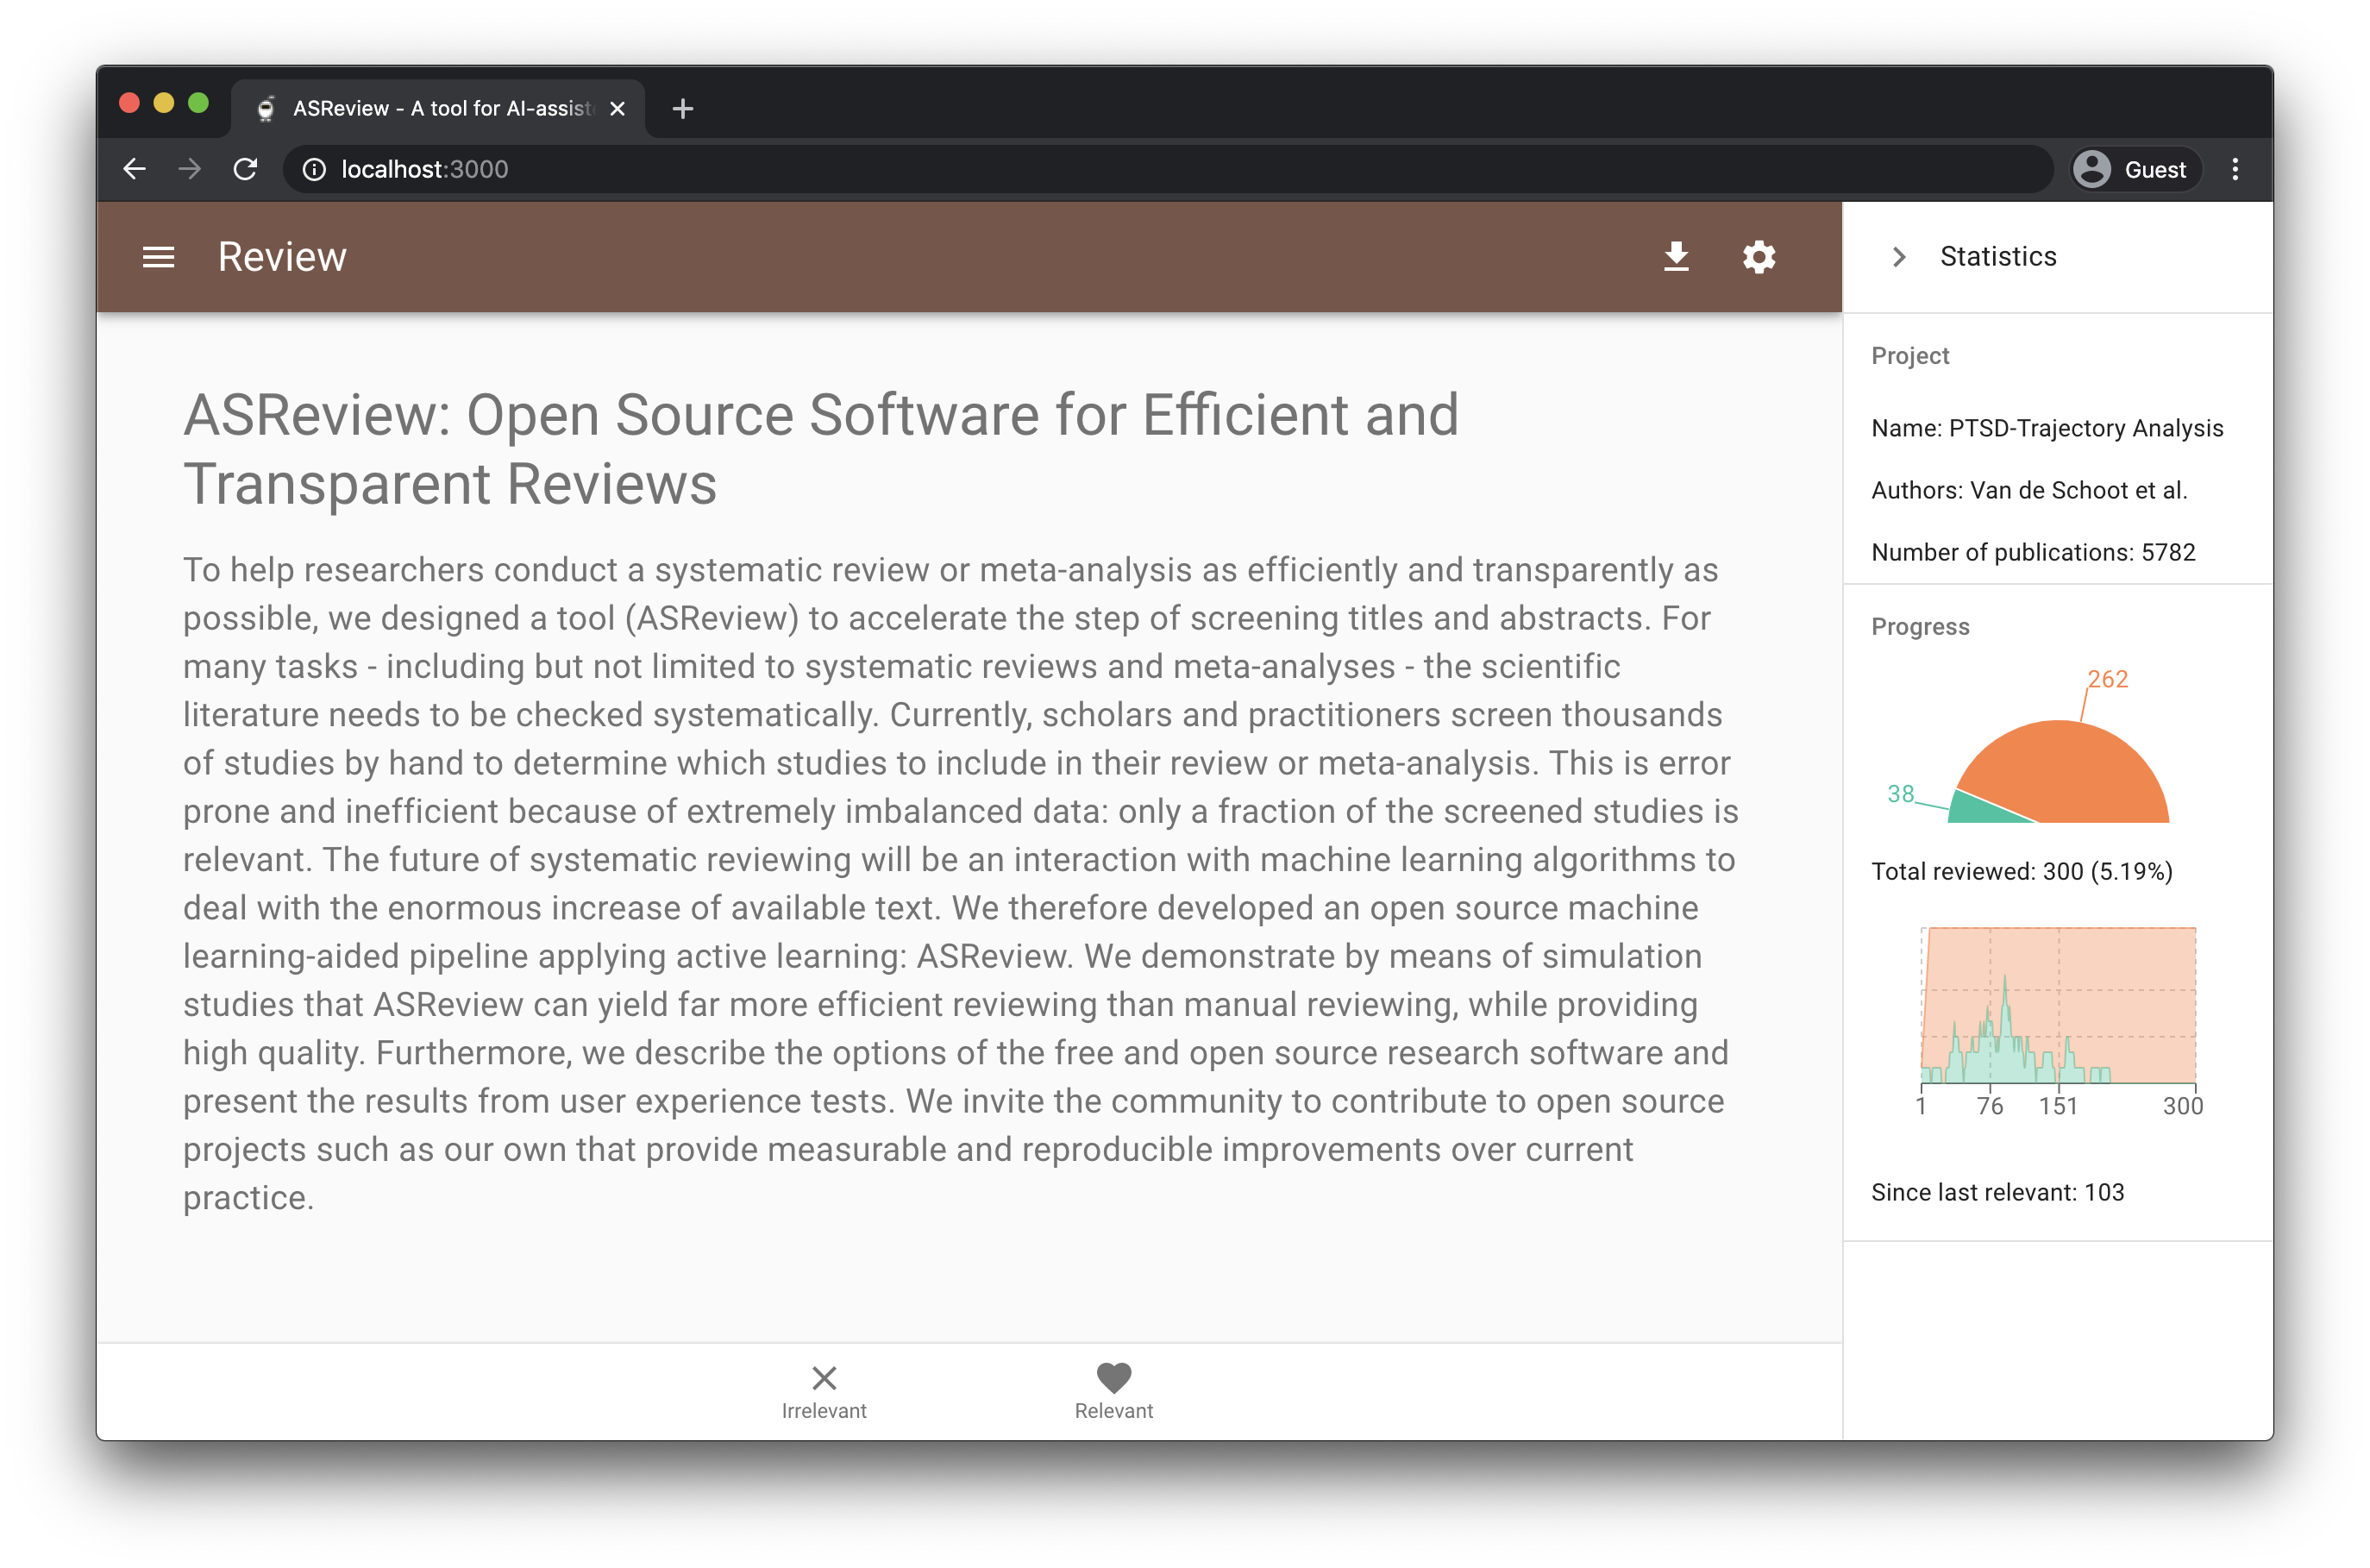 ASReview - A tool for AI-assiste
localhost:3000
Guest
Review
ASReview: Open Source Software for Efficient and
Transparent Reviews
To help researchers conduct a systematic review or meta-analysis as efficiently and transparently as
possible, we designed a tool (ASReview) to accelerate the step of screening titles and abstracts. For
many tasks - including but not limited to systematic reviews and meta-analyses - the scientific
literature needs to be checked systematically. Currently, scholars and practitioners screen thousands
of studies by hand to determine which studies to include in their review or meta-analysis. This is error
prone and inefficient because of extremely imbalanced data: only a fraction of the screened studies is
relevant. The future of systematic reviewing will be an interaction with machine learning algorithms to
deal with the enormous increase of available text. We therefore developed an open source machine
learning-aided pipeline applying active learning: ASReview. We demonstrate by means of simulation
studies that ASReview can yield far more efficient reviewing than manual reviewing, while providing
high quality. Furthermore, we describe the options of the free and open source research software and
present the results from user experience tests. We invite the community to contribute to open source
projects such as our own that provide measurable and reproducible improvements over current
practice.
Irrelevant
Relevant
Statistics
Project
Name: PTSD-Trajectory Analysis
Authors: Van de Schoot et al.
Number of publications: 5782
Progress
262
38
Total reviewed: 300 (5.19%)
1 76 151 300
Since last relevant: 103